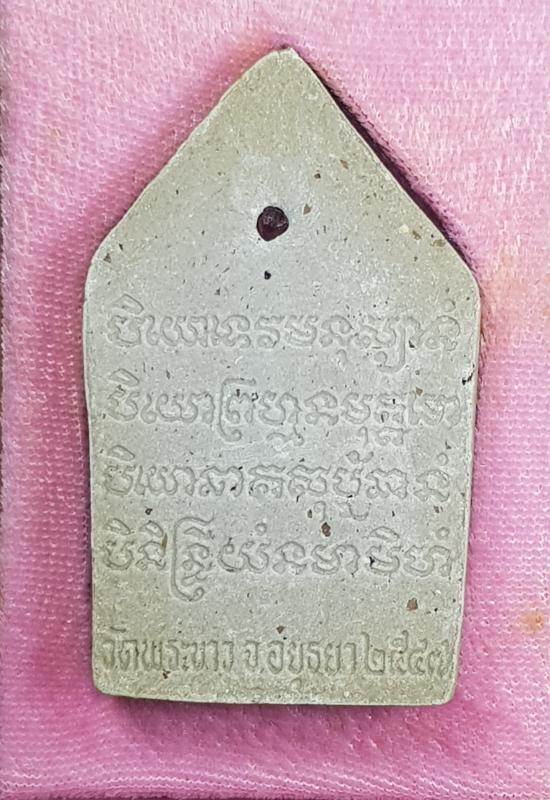 បិយោទេវមនុស្សានំ
បិយោព្រហ្មនមុត្តមោ
បិយោនាគសុបណ្ណានំ
បិនិន្ទ្រិយំនមាមិហំ
วัดพระขาว จ.อยุธยา ๒๕๔๗